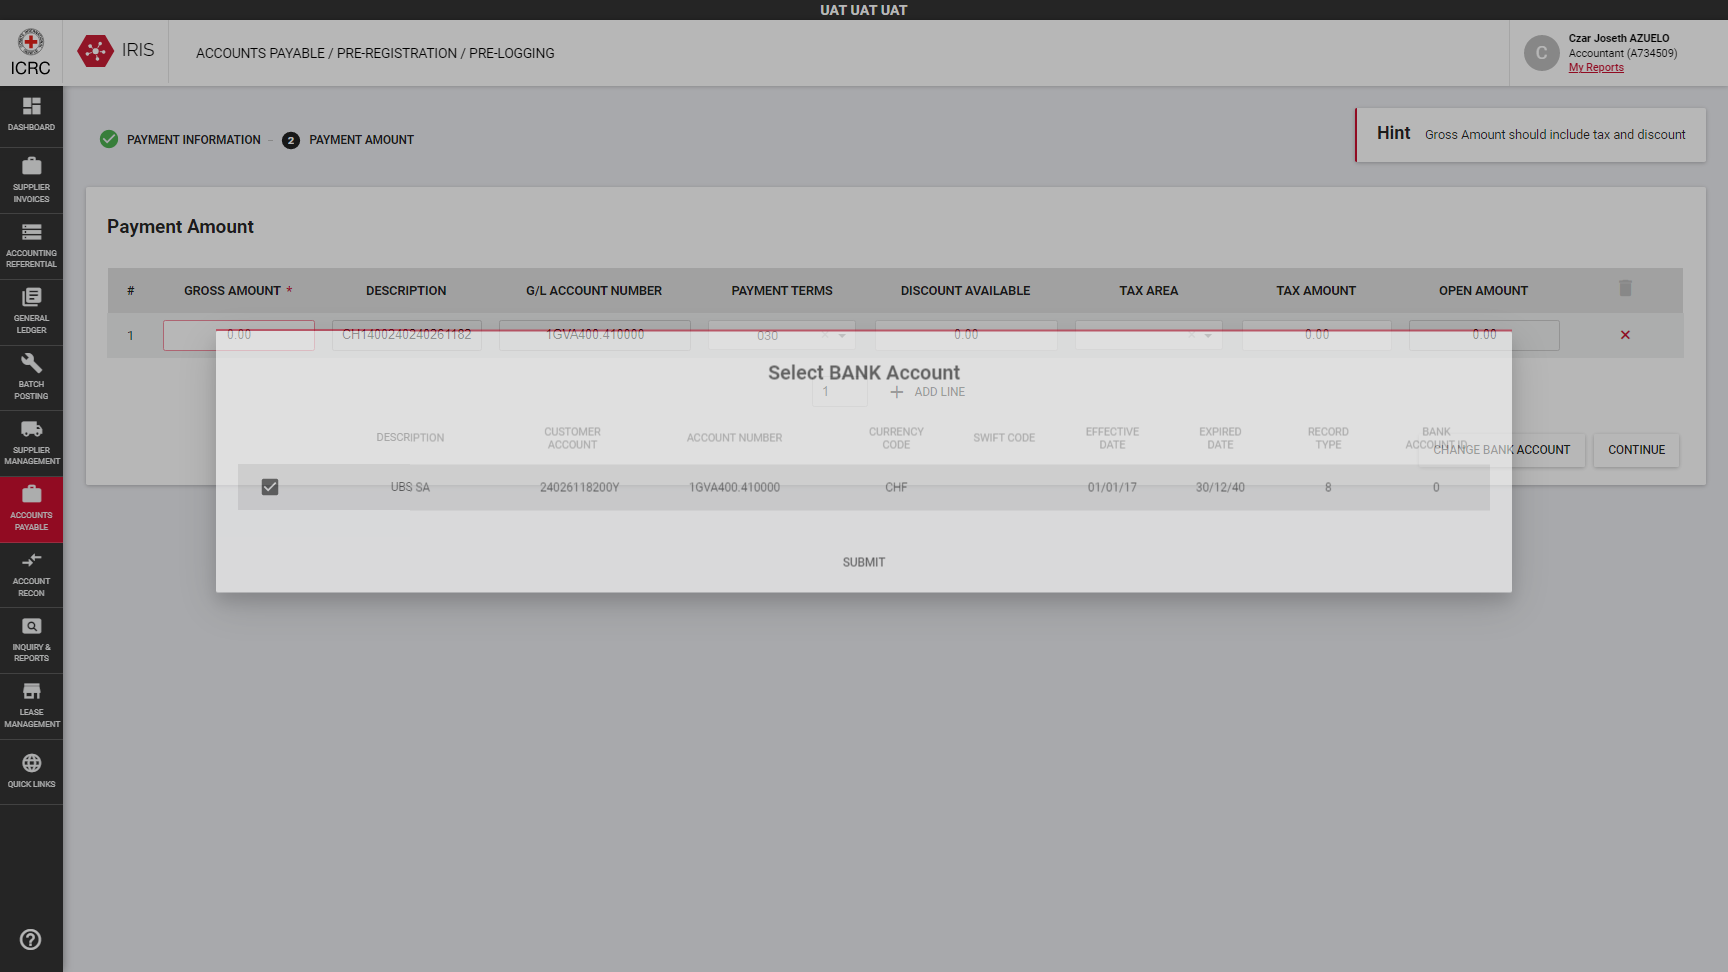 UAT UAT UAT
ICRC
IRIS
ACCOUNTS PAYABLE / PRE-REGISTRATION / PRE-LOGGING
C
Czar Joseth AZUELO
Accountant (A734509)
My Reports
DASHBOARD
SUPPLIER
INVOICES
ACCOUNTING
REFERENTIAL
GENERAL
LEDGER
BATCH
POSTING
SUPPLIER
MANAGEMENT
ACCOUNTS
PAYABLE
ACCOUNT
RECON
INQUIRY &
REPORTS
LEASE
MANAGEMENT
QUICK LINKS
PAYMENT INFORMATION – 2 PAYMENT AMOUNT
Hint Gross Amount should include tax and discount
Payment Amount
# GROSS AMOUNT * DESCRIPTION G/L ACCOUNT NUMBER PAYMENT TERMS DISCOUNT AVAILABLE TAX AREA TAX AMOUNT OPEN AMOUNT
1 0.00 CH1400240240261182 1GVA400.410000 030 0.00 0.00 0.00
Select BANK Account
1 ADD LINE
DESCRIPTION CUSTOMER ACCOUNT ACCOUNT NUMBER CURRENCY CODE SWIFT CODE EFFECTIVE DATE EXPIRED DATE RECORD TYPE BANK ACCOUNT ID
CHANGE BANK ACCOUNT CONTINUE
UBS SA 24026118200Y 1GVA400.410000 CHF 01/01/17 30/12/40 8 0
SUBMIT